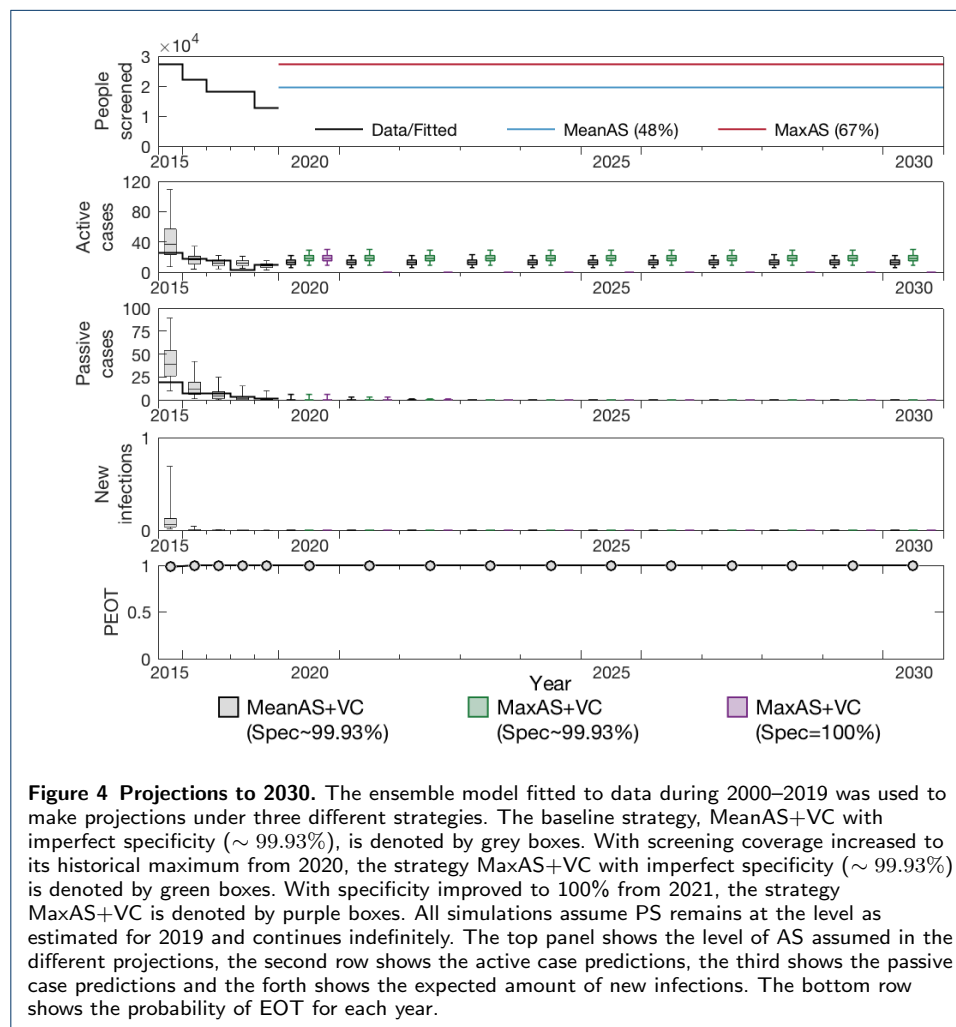 ×10⁴
3
2
1
0
People
screened
Data/Fitted
MeanAS (48%)
MaxAS (67%)
2015
2020
2025
2030
120
80
40
0
Active
cases
2015
2020
2025
2030
100
75
50
25
0
Passive
cases
2015
2020
2025
2030
1
0
New
infections
2015
2020
2025
2030
1
0.5
0
PEOT
2015
2020
2025
2030
Year
MeanAS+VC
(Spec~99.93%)
MaxAS+VC
(Spec~99.93%)
MaxAS+VC
(Spec=100%)
Figure 4 Projections to 2030. The ensemble model fitted to data during 2000–2019 was used to
make projections under three different strategies. The baseline strategy, MeanAS+VC with
imperfect specificity (∼ 99.93%), is denoted by grey boxes. With screening coverage increased to
its historical maximum from 2020, the strategy MaxAS+VC with imperfect specificity (∼ 99.93%)
is denoted by green boxes. With specificity improved to 100% from 2021, the strategy
MaxAS+VC is denoted by purple boxes. All simulations assume PS remains at the level as
estimated for 2019 and continues indefinitely. The top panel shows the level of AS assumed in the
different projections, the second row shows the active case predictions, the third shows the passive
case predictions and the forth shows the expected amount of new infections. The bottom row
shows the probability of EOT for each year.